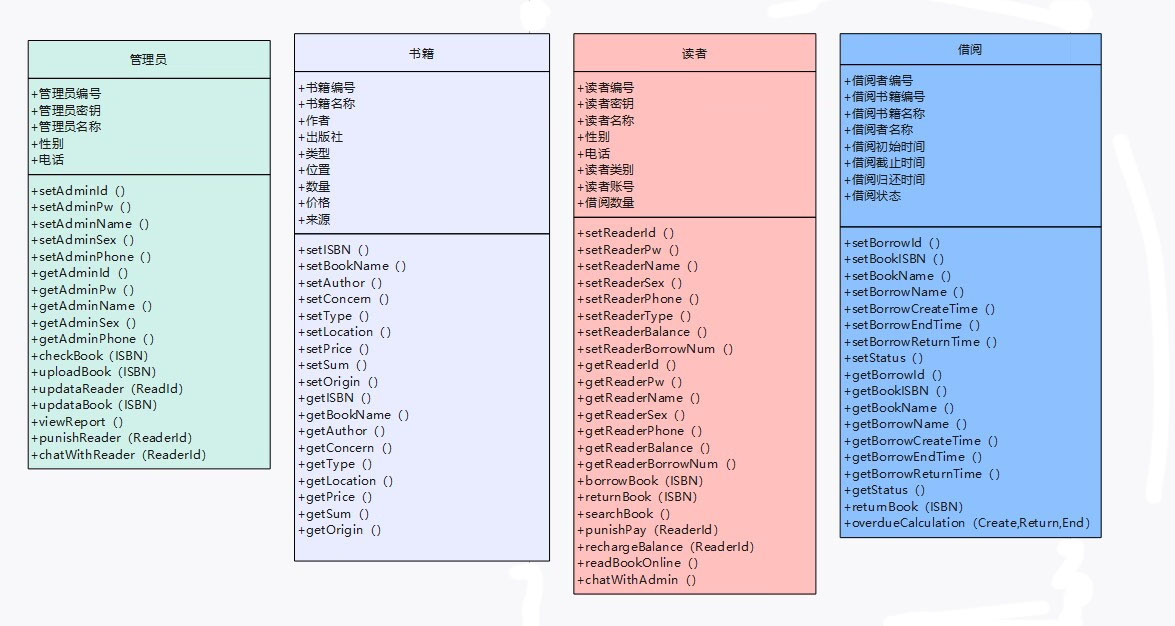 管理员
+管理员编号
+管理员密钥
+管理员名称
+性别
+电话
+setAdminId（）
+setAdminPw（）
+setAdminName（）
+setAdminSex（）
+setAdminPhone（）
+getAdminId（）
+getAdminPw（）
+getAdminName（）
+getAdminSex（）
+getAdminPhone（）
+checkBook（ISBN）
+uploadBook（ISBN）
+updataReader（ReadId）
+updataBook（ISBN）
+viewReport（）
+punishReader（ReaderId）
+chatWithReader（ReaderId）
书籍
+书籍编号
+书籍名称
+作者
+出版社
+类型
+位置
+数量
+价格
+来源
+setISBN（）
+setBookName（）
+setAuthor（）
+setConcern（）
+setType（）
+setLocation（）
+setPrice（）
+setSum（）
+setOrigin（）
+getISBN（）
+getBookName（）
+getAuthor（）
+getConcern（）
+getType（）
+getLocation（）
+getPrice（）
+getSum（）
+getOrigin（）
读者
+读者编号
+读者密钥
+读者名称
+性别
+电话
+读者类别
+读者账号
+借阅数量
+setReaderId（）
+setReaderPw（）
+setReaderName（）
+setReaderSex（）
+setReaderPhone（）
+setReaderType（）
+setReaderBalance（）
+setReaderBorrowNum（）
+getReaderId（）
+getReaderPw（）
+getReaderName（）
+getReaderSex（）
+getReaderPhone（）
+getReaderBalance（）
+getReaderBorrowNum（）
+borrowBook（ISBN）
+returnBook（ISBN）
+searchBook（）
+punishPay（ReaderId）
+rechargeBalance（ReaderId）
+readBookOnline（）
+chatWithAdmin（）
借阅
+借阅者编号
+借阅书籍编号
+借阅书籍名称
+借阅者名称
+借阅初始时间
+借阅截止时间
+借阅归还时间
+借阅状态
+setBorrowId（）
+setBookISBN（）
+setBookName（）
+setBorrowName（）
+setBorrowCreateTime（）
+setBorrowEndTime（）
+setBorrowReturnTime（）
+setStatus（）
+getBorrowId（）
+getBookISBN（）
+getBookName（）
+getBorrowName（）
+getBorrowCreateTime（）
+getBorrowEndTime（）
+getBorrowReturnTime（）
+getStatus（）
+returnBook（ISBN）
+overdueCalculation（Create,Return,End）